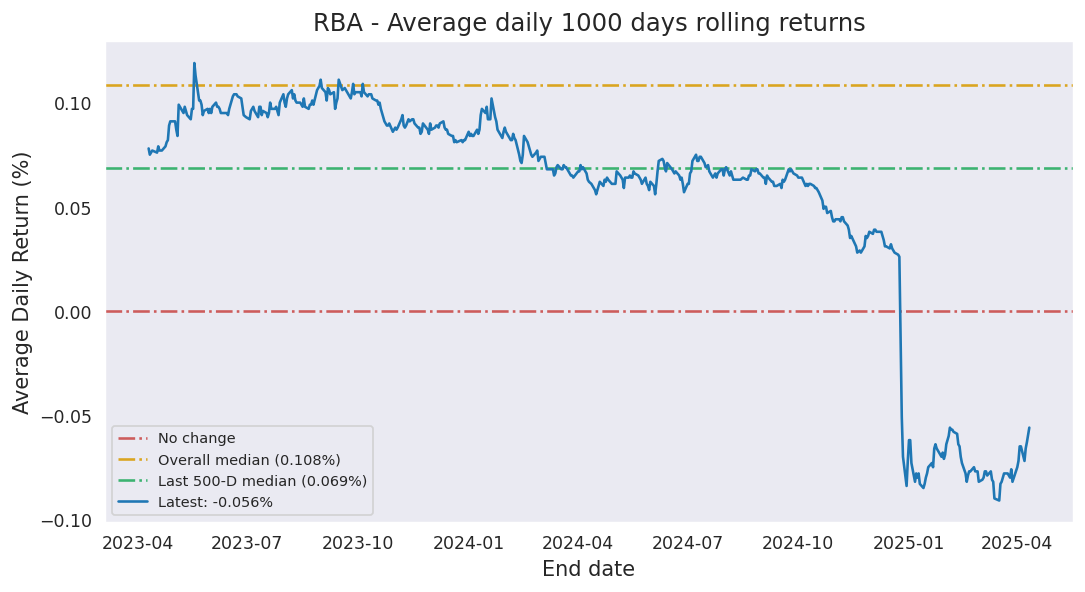 RBA - Average daily 1000 days rolling returns
Average Daily Return (%)
0.10
0.05
0.00
−0.05
−0.10
No change
Overall median (0.108%)
Last 500-D median (0.069%)
Latest: -0.056%
2023-04 2023-07 2023-10 2024-01 2024-04 2024-07 2024-10 2025-01 2025-04
End date